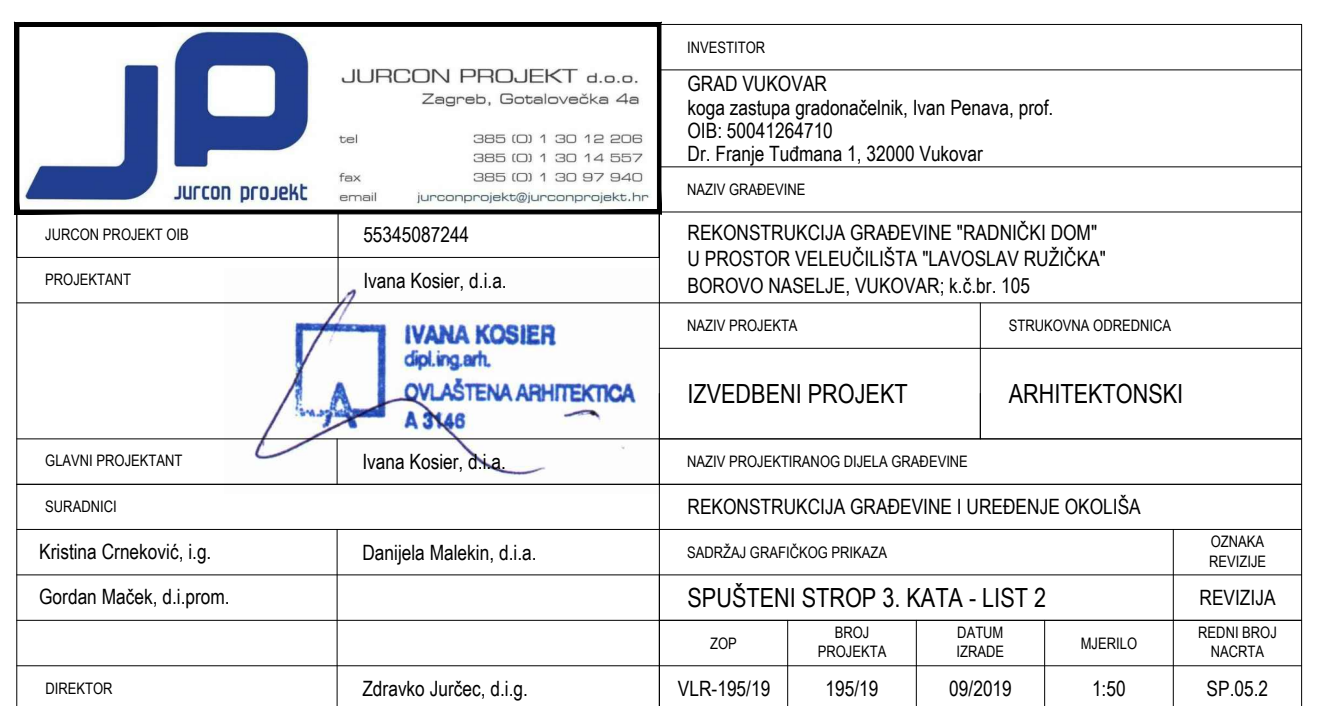 jurcon projekt
JURCON PROJEKT d.o.o.
Zagreb, Gotalovečka 4a
tel 385 (0) 1 30 12 206
385 (0) 1 30 14 557
fax 385 (0) 1 30 97 940
email jurconprojekt@jurconprojekt.hr
JURCON PROJEKT OIB 55345087244
PROJEKTANT Ivana Kosier, d.i.a.
IVANA KOSIER
dipl.ing.arh.
OVLAŠTENA ARHITEKTICA
A 3146
GLAVNI PROJEKTANT Ivana Kosier, d.i.a.
SURADNICI
Kristina Crneković, i.g. Danijela Malekin, d.i.a.
Gordan Maček, d.i.prom.
DIREKTOR Zdravko Jurčec, d.i.g.
INVESTITOR
GRAD VUKOVAR
koga zastupa gradonačelnik, Ivan Penava, prof.
OIB: 50041264710
Dr. Franje Tuđmana 1, 32000 Vukovar
NAZIV GRAĐEVINE
REKONSTRUKCIJA GRAĐEVINE "RADNIČKI DOM"
U PROSTOR VELEUČILIŠTA "LAVOSLAV RUŽIČKA"
BOROVO NASELJE, VUKOVAR; k.č.br. 105
NAZIV PROJEKTA STRUKOVNA ODREDNICA
IZVEDBENI PROJEKT ARHITEKTONSKI
NAZIV PROJEKTIRANOG DIJELA GRAĐEVINE
REKONSTRUKCIJA GRAĐEVINE I UREĐENJE OKOLIŠA
SADRŽAJ GRAFIČKOG PRIKAZA
OZNAKA
REVIZIJE
SPUŠTENI STROP 3. KATA - LIST 2 REVIZIJA
ZOP
BROJ
PROJEKTA
DATUM
IZRADE
MJERILO
REDNI BROJ
NACRTA
VLR-195/19 195/19 09/2019 1:50 SP.05.2